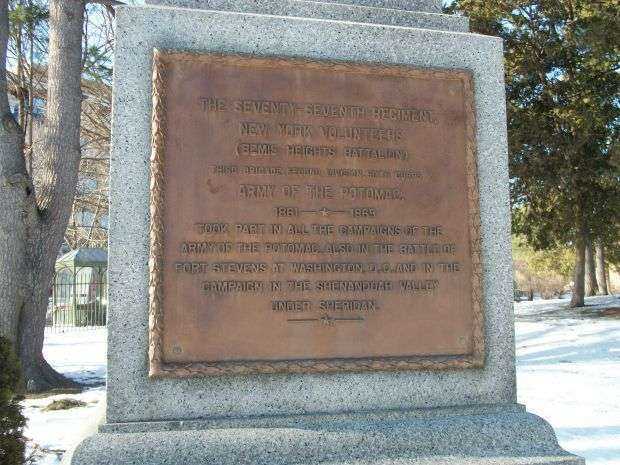 THE SEVENTY-SEVENTH REGIMENT,
NEW YORK VOLUNTEERS
(BEMIS HEIGHTS BATTALION)
THIRD BRIGADE, SECOND DIVISION, SIXTH CORPS,
ARMY OF THE POTOMAC,
1861 — ★ — 1865
TOOK PART IN ALL THE CAMPAIGNS OF THE
ARMY OF THE POTOMAC, ALSO IN THE BATTLE OF
FORT STEVENS AT WASHINGTON, D.C. AND IN THE
CAMPAIGN IN THE SHENANDOAH VALLEY
UNDER SHERIDAN.